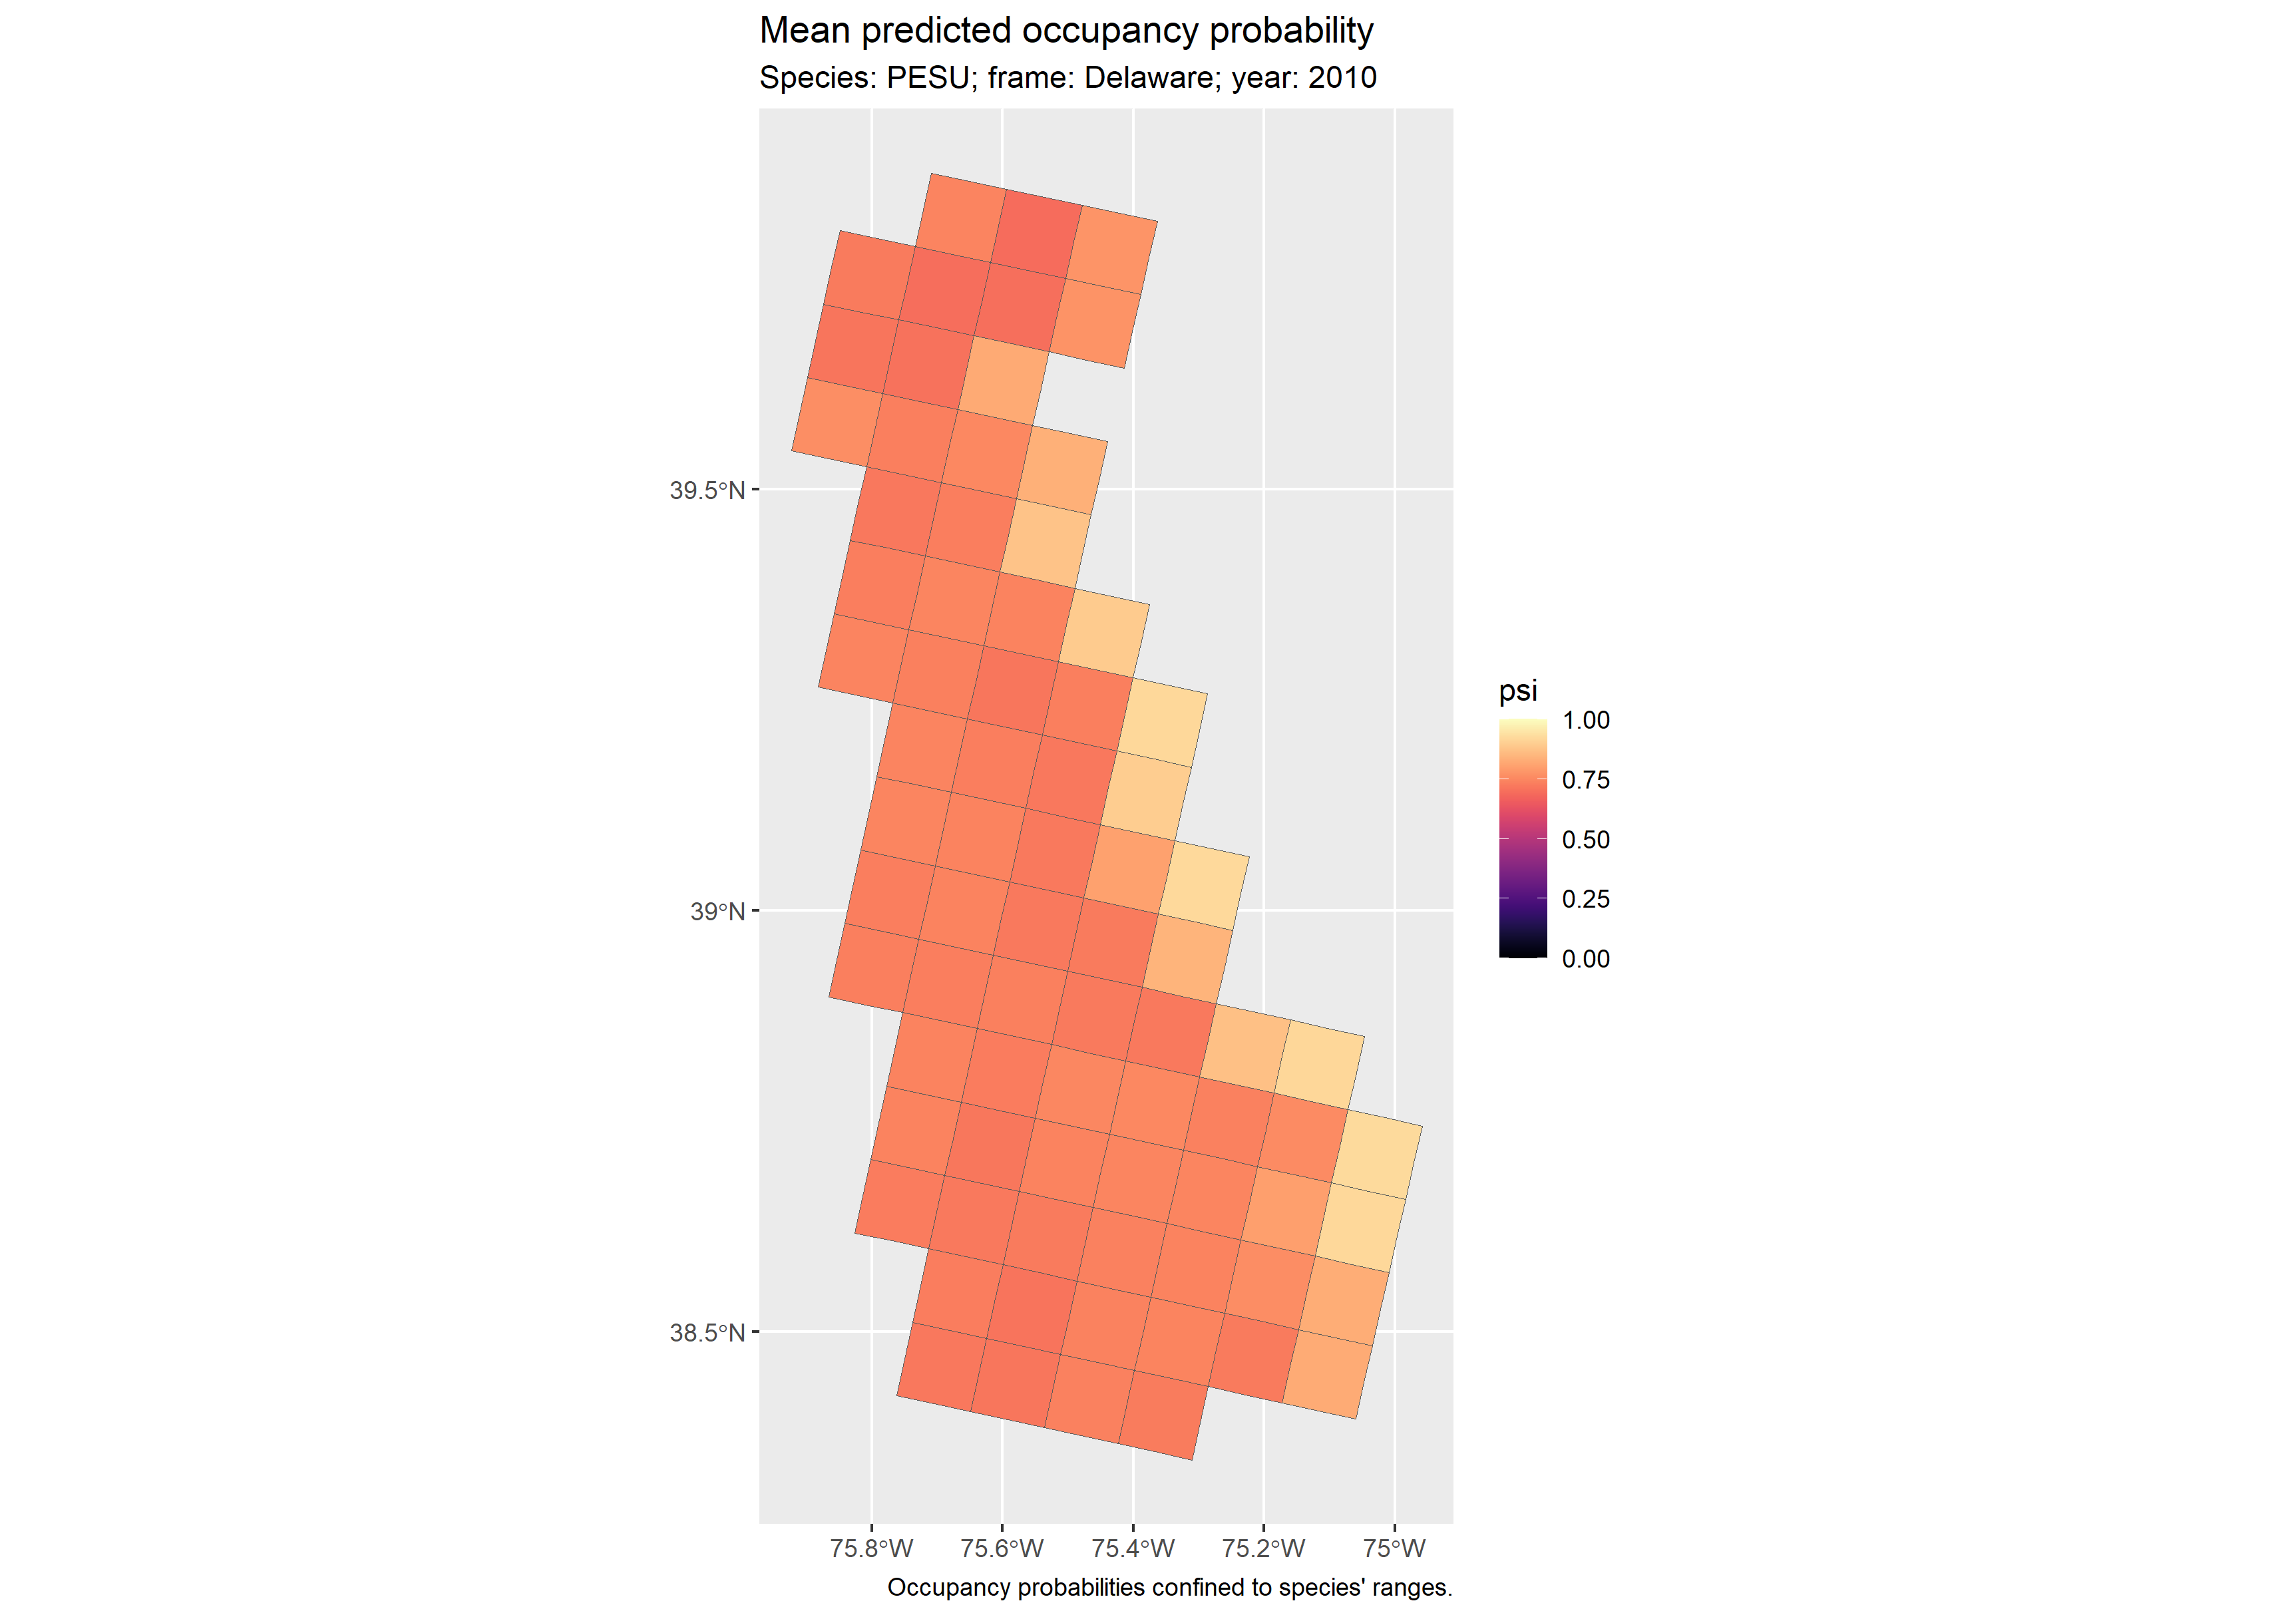 Mean predicted occupancy probability
Species: PESU; frame: Delaware; year: 2010
39.5°N
39°N
38.5°N
75.8°W
75.6°W
75.4°W
75.2°W
75°W
psi
1.00
0.75
0.50
0.25
0.00
Occupancy probabilities confined to species' ranges.